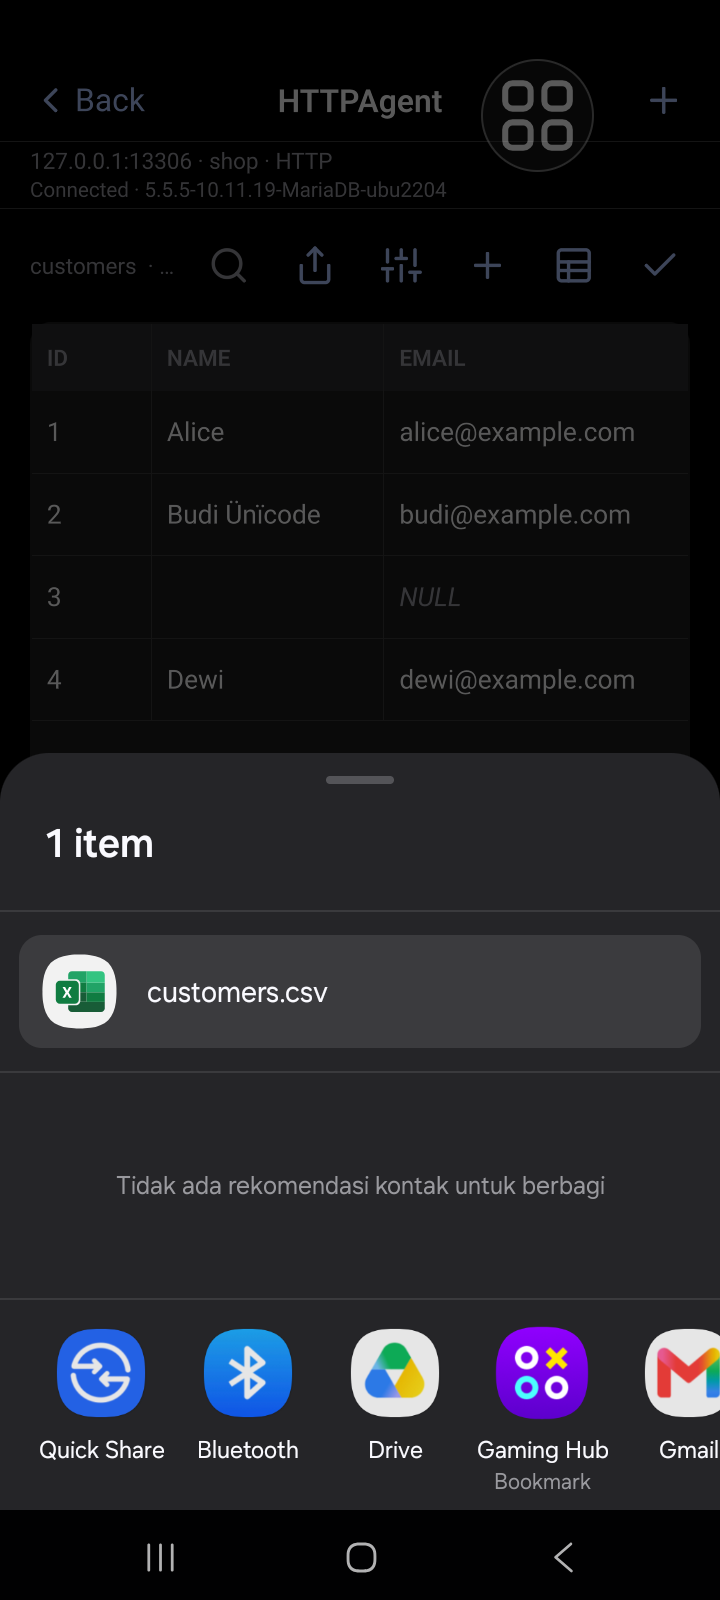 Back
HTTPAgent
127.0.0.1:13306 · shop · HTTP
Connected · 5.5.5-10.11.19-MariaDB-ubu2204
customers · ...
ID NAME EMAIL
1 Alice alice@example.com
2 Budi Ünïcode budi@example.com
3 NULL
4 Dewi dewi@example.com
1 item
X
customers.csv
Tidak ada rekomendasi kontak untuk berbagi
Quick Share Bluetooth Drive Gaming Hub Gmail
Bookmark